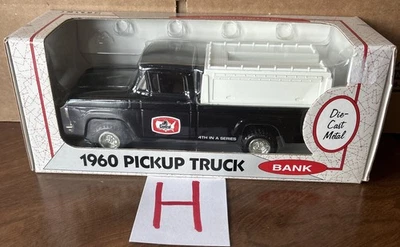 4TH IN A SERIES
Die-
Cast
Metal
1960 PICKUP TRUCK
BANK
H